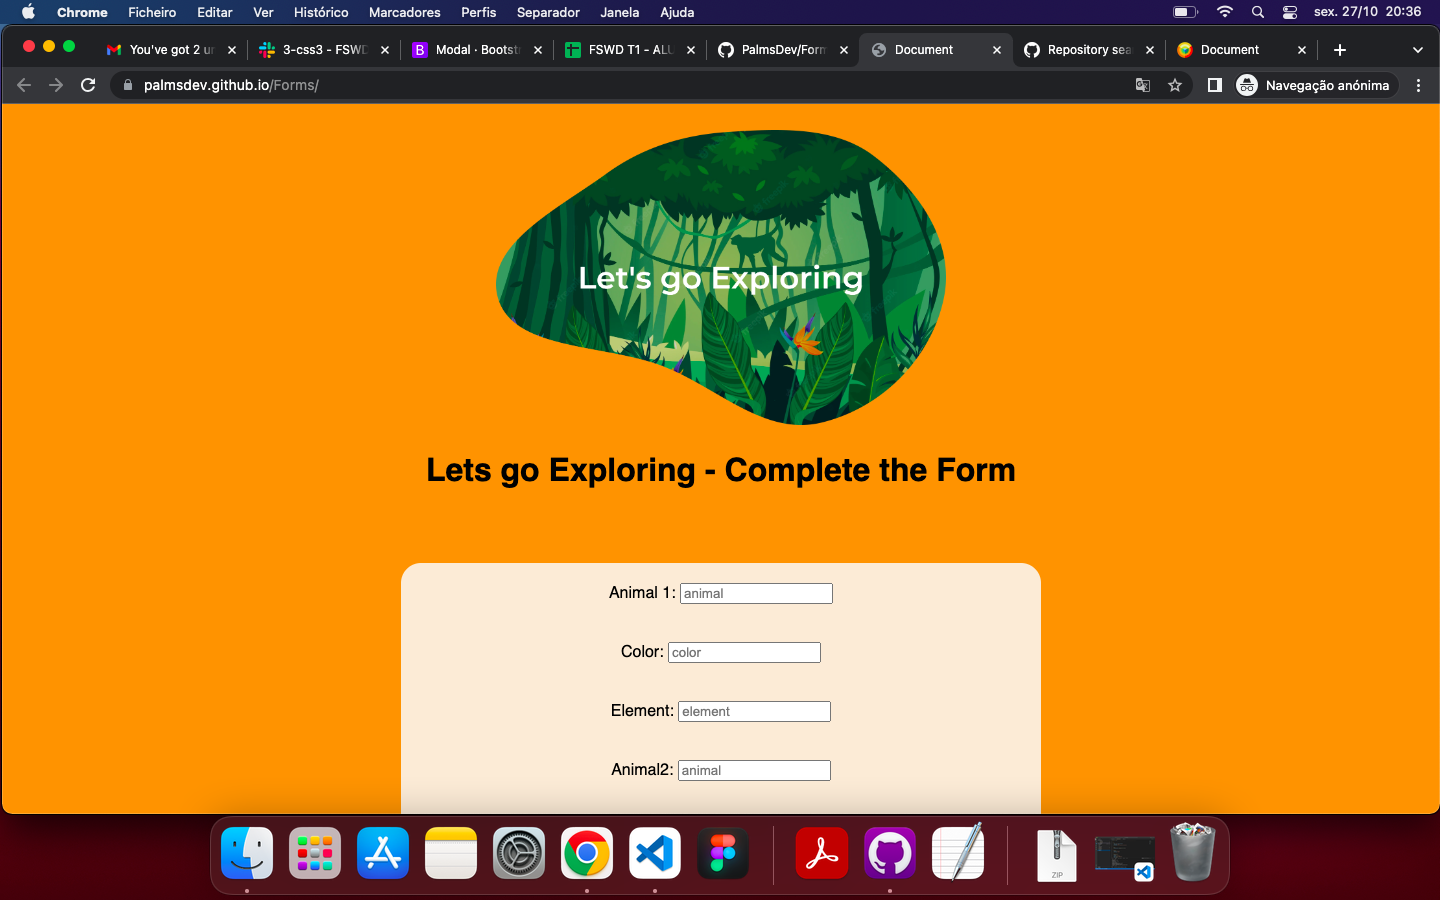 Chrome Ficheiro Editar Ver Histórico Marcadores Perfis Separador Janela Ajuda sex. 27/10 20:36
You've got 2 un 3-css3 - FSWD Modal · Bootst FSWD T1 - ALU PalmsDev/Form Document Repository sea Document
palmsdev.github.io/Forms/ Navegação anónima
Let's go Exploring
Lets go Exploring - Complete the Form
Animal 1: animal
Color: color
Element: element
Animal2: animal
ZIP